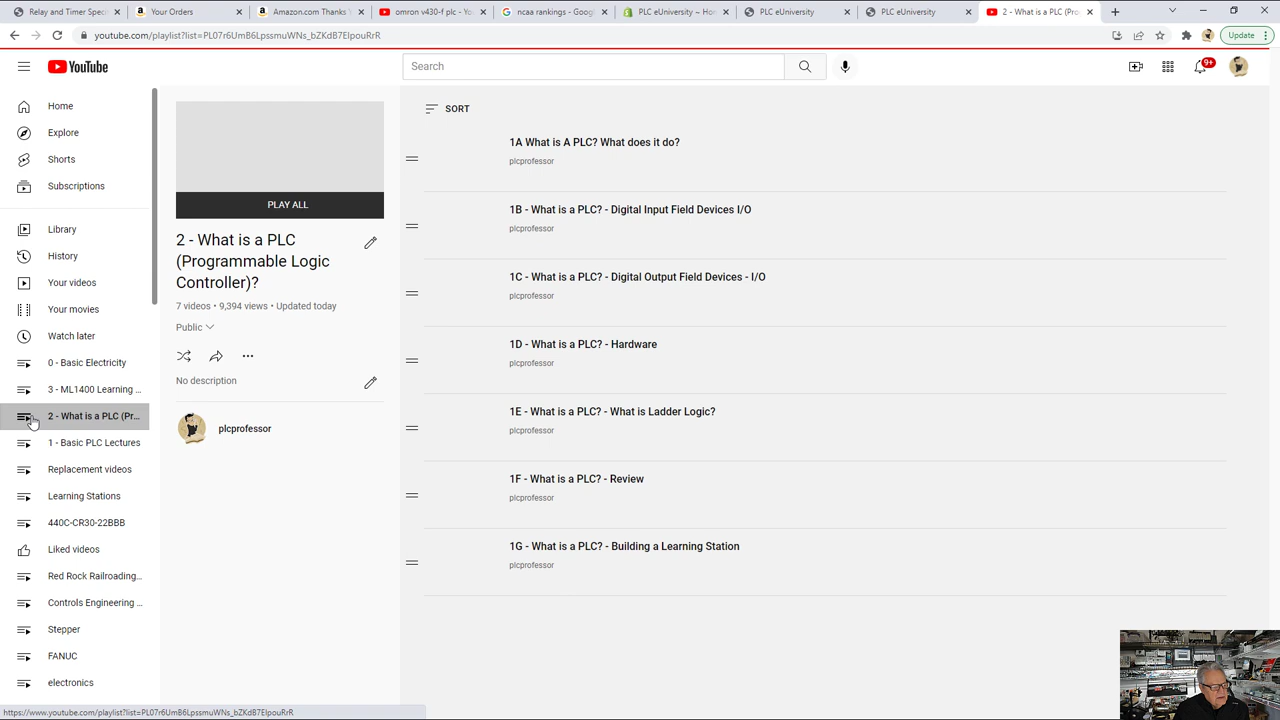 Relay and Timer Speci
Your Orders
Amazon.com Thanks Y
omron v430-f plc - You
ncaa rankings - Google
PLC eUniversity ~ Hom
PLC eUniversity
PLC eUniversity
2 - What is a PLC (Pro
youtube.com/playlist?list=PL07r6UmB6LpssmuWNs_bZKdB7EIpouRrR
Update
YouTube
Search
9+
Home
Explore
Shorts
Subscriptions
Library
History
Your videos
Your movies
Watch later
0 - Basic Electricity
3 - ML1400 Learning ...
2 - What is a PLC (Pr...
1 - Basic PLC Lectures
Replacement videos
Learning Stations
440C-CR30-22BBB
Liked videos
Red Rock Railroading...
Controls Engineering ...
Stepper
FANUC
electronics
PLAY ALL
2 - What is a PLC
(Programmable Logic
Controller)?
7 videos • 9,394 views • Updated today
Public
No description
plcprofessor
SORT
1A What is A PLC? What does it do?
plcprofessor
1B - What is a PLC? - Digital Input Field Devices I/O
plcprofessor
1C - What is a PLC? - Digital Output Field Devices - I/O
plcprofessor
1D - What is a PLC? - Hardware
plcprofessor
1E - What is a PLC? - What is Ladder Logic?
plcprofessor
1F - What is a PLC? - Review
plcprofessor
1G - What is a PLC? - Building a Learning Station
plcprofessor
https://www.youtube.com/playlist?list=PL07r6UmB6LpssmuWNs_bZKdB7EIpouRrR